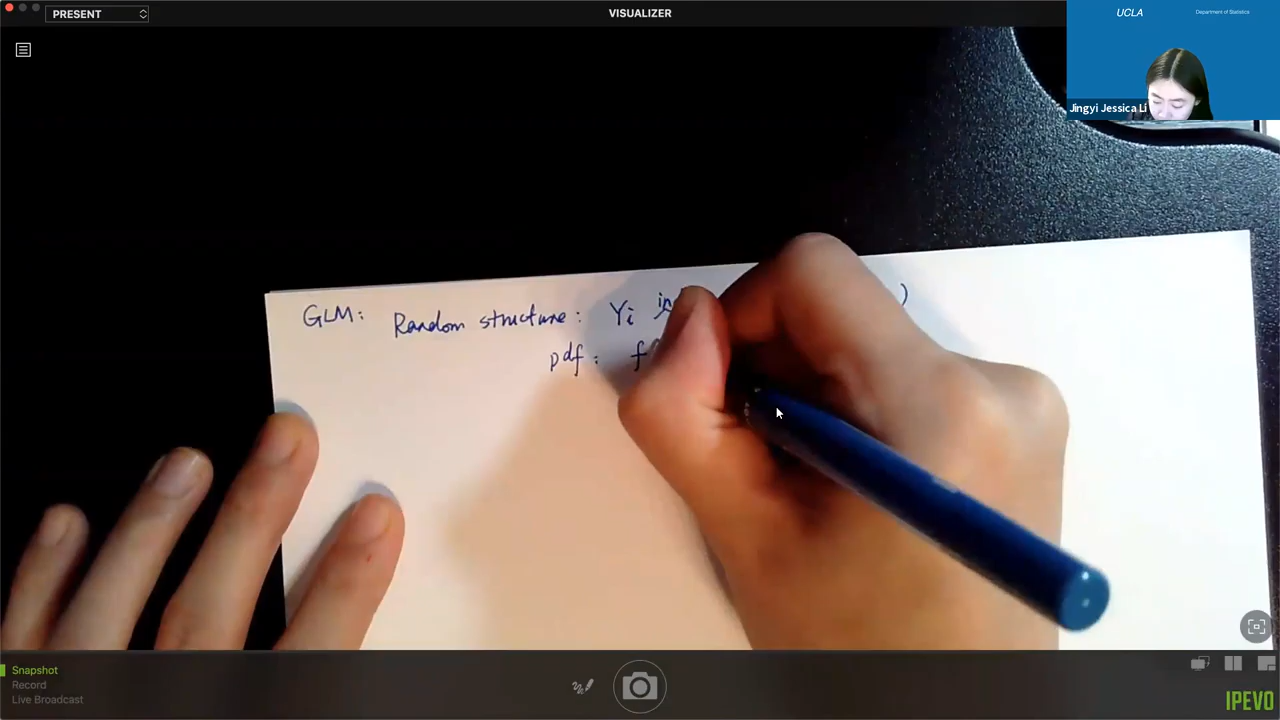 PRESENT
VISUALIZER
UCLA
Department of Statistics
Jingyi Jessica Li
GLM: Random structure: Yi )
pdf: f
Snapshot
Record
Live Broadcast
IPEVO